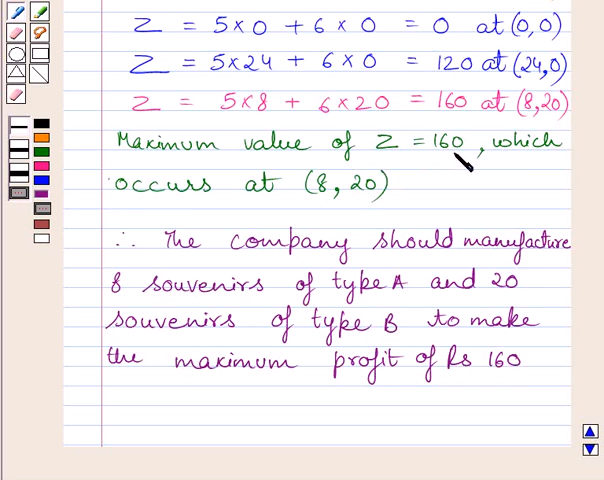 Z = 5×0 + 6×0 = 0 at (0,0)
Z = 5×24 + 6×0 = 120 at (24,0)
Z = 5×8 + 6×20 = 160 at (8,20)
Maximum value of Z = 160, which
occurs at (8, 20)
∴ The company should manufacture
8 souvenirs of type A and 20
souvenirs of type B to make
the maximum profit of Rs 160